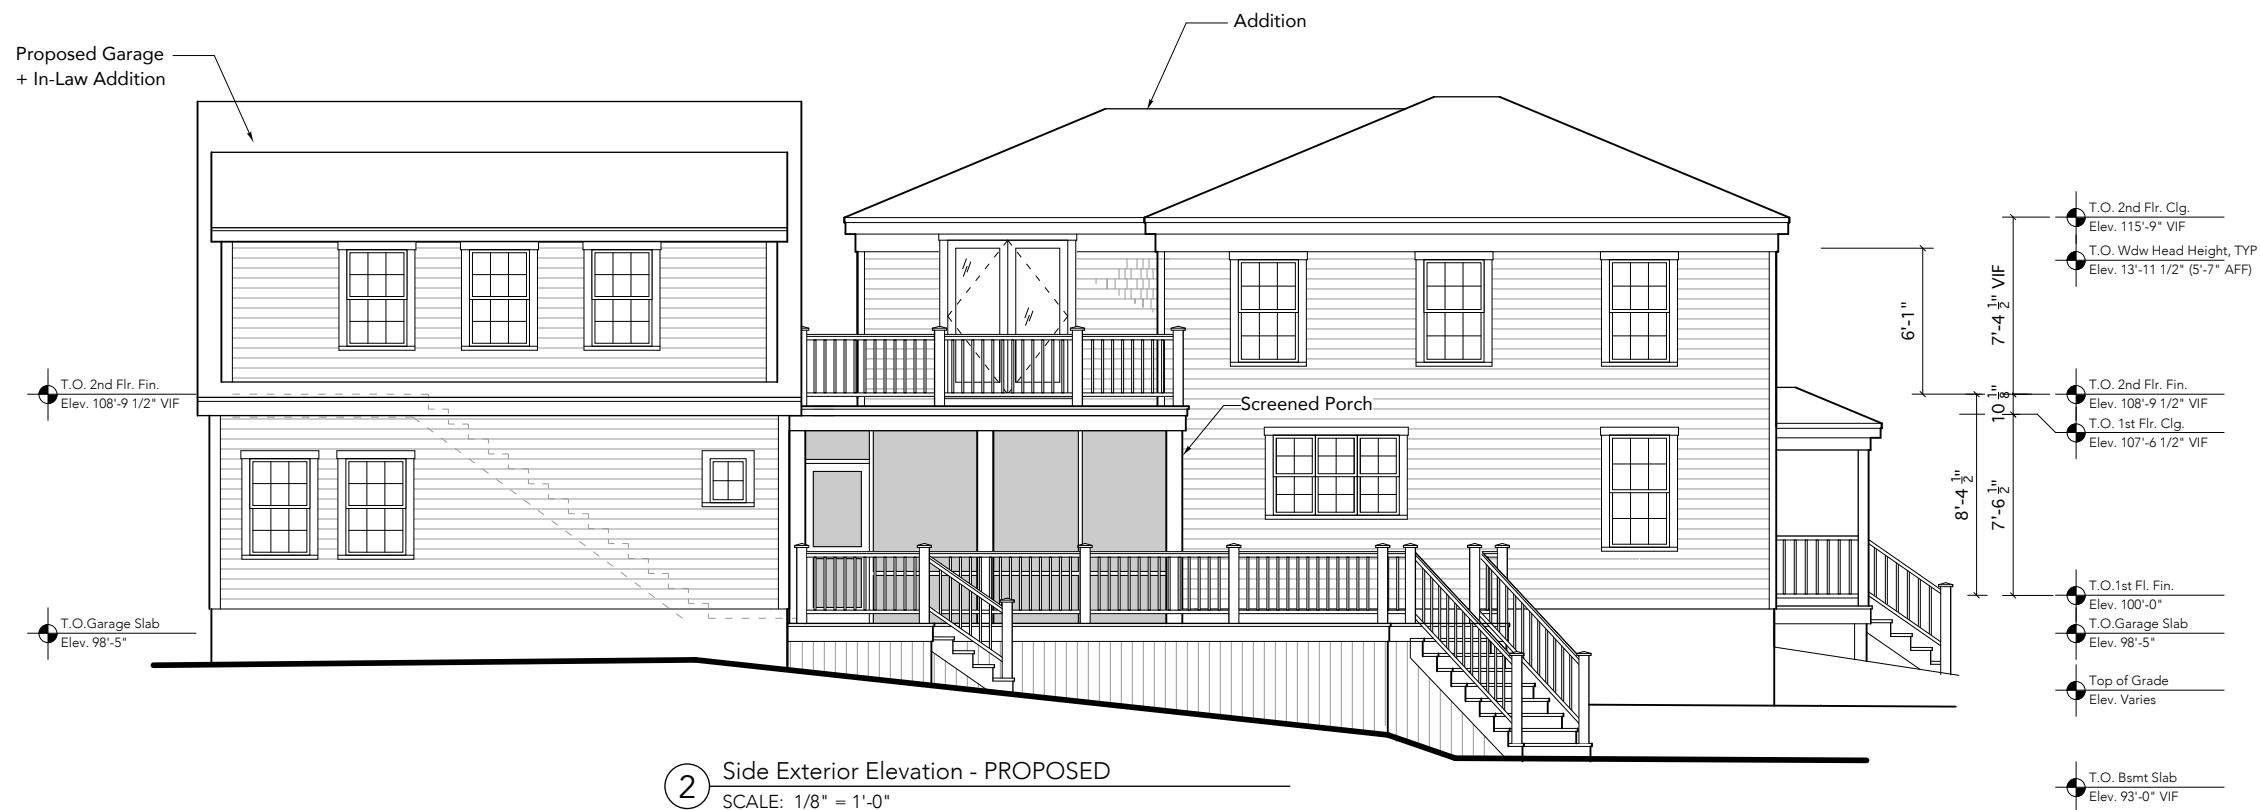 Addition
Proposed Garage
+ In-Law Addition
T.O. 2nd Flr. Clg.
Elev. 115'-9" VIF
T.O. Wdw Head Height, TYP
Elev. 13'-11 1/2" (5'-7" AFF)
6'-1"
7'-4 1/2" VIF
T.O. 2nd Flr. Fin.
Elev. 108'-9 1/2" VIF
T.O. 2nd Flr. Fin.
Elev. 108'-9 1/2" VIF
10 1/8"
Screened Porch
T.O. 1st Flr. Clg.
Elev. 107'-6 1/2" VIF
8'-4 1/2"
7'-6 1/2"
T.O.1st Fl. Fin.
Elev. 100'-0"
T.O.Garage Slab
Elev. 98'-5"
T.O.Garage Slab
Elev. 98'-5"
Top of Grade
Elev. Varies
2
Side Exterior Elevation - PROPOSED
SCALE: 1/8" = 1'-0"
T.O. Bsmt Slab
Elev. 93'-0" VIF